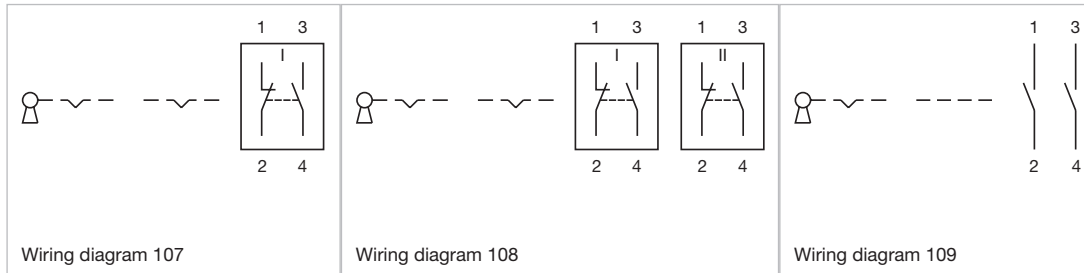 1 3
I
2 4
Wiring diagram 107
1 3 1 3
I II
2 4 2 4
Wiring diagram 108
1 3
2 4
Wiring diagram 109